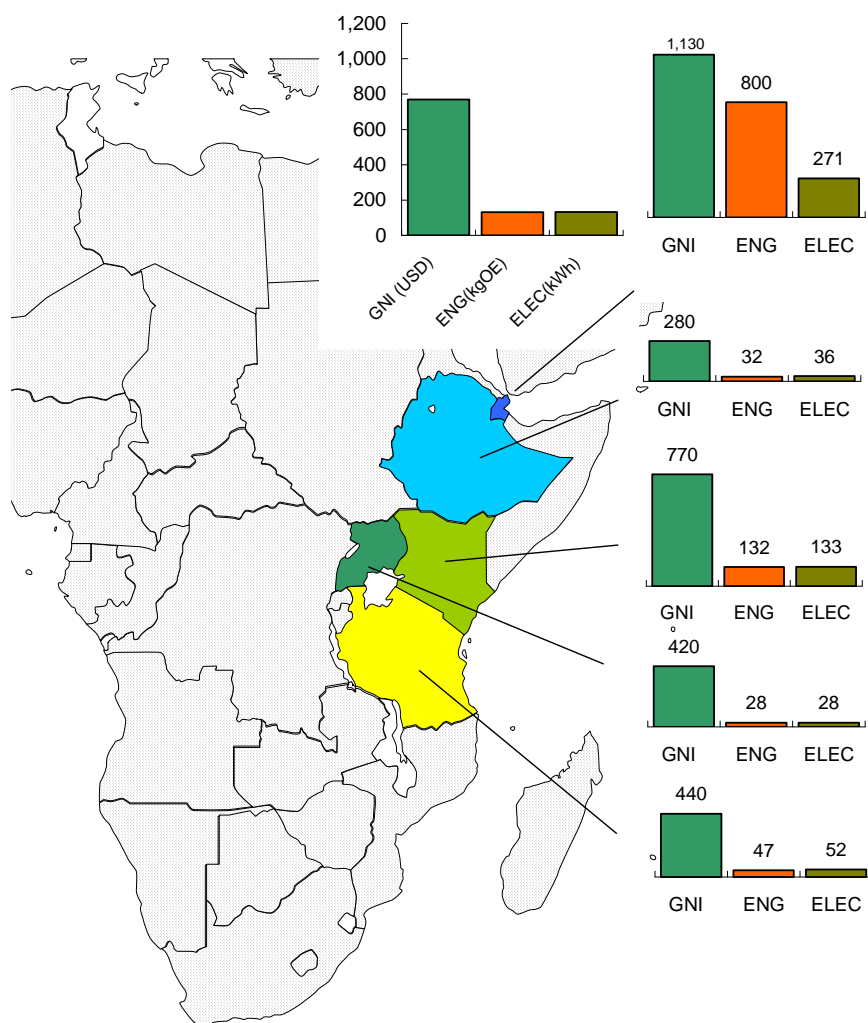 1,200
1,000
800
600
400
200
0
GNI (USD)
ENG(kgOE)
ELEC(kWh)
1,130
800
271
GNI ENG ELEC
280
32 36
GNI ENG ELEC
770
132 133
GNI ENG ELEC
420
28 28
GNI ENG ELEC
440
47 52
GNI ENG ELEC